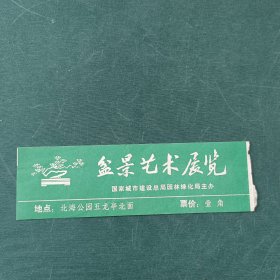 盆景艺术展览
国家城市建设总局园林绿化局主办
地点：北海公园五龙亭北面 票价：壹角